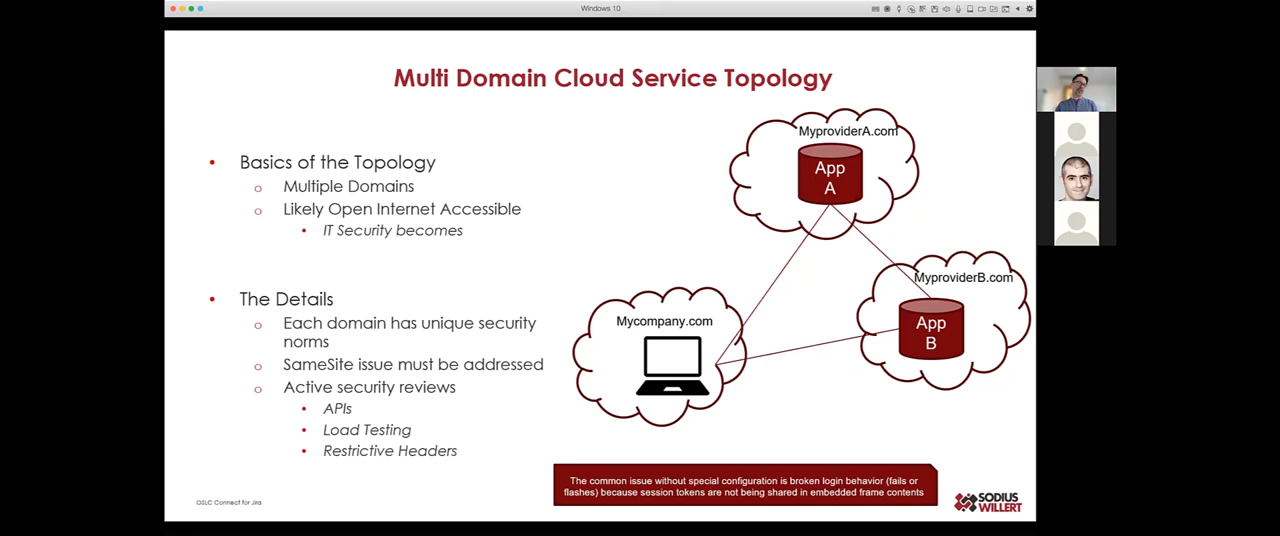 Windows 10
Multi Domain Cloud Service Topology
Basics of the Topology
Multiple Domains
Likely Open Internet Accessible
IT Security becomes
The Details
Each domain has unique security
norms
SameSite issue must be addressed
Active security reviews
APIs
Load Testing
Restrictive Headers
MyproviderA.com
App
A
MyproviderB.com
App
B
Mycompany.com
The common issue without special configuration is broken login behavior (fails or
flashes) because session tokens are not being shared in embedded frame contents
OSLC Connect for Jira
SODIUS
WILLERT